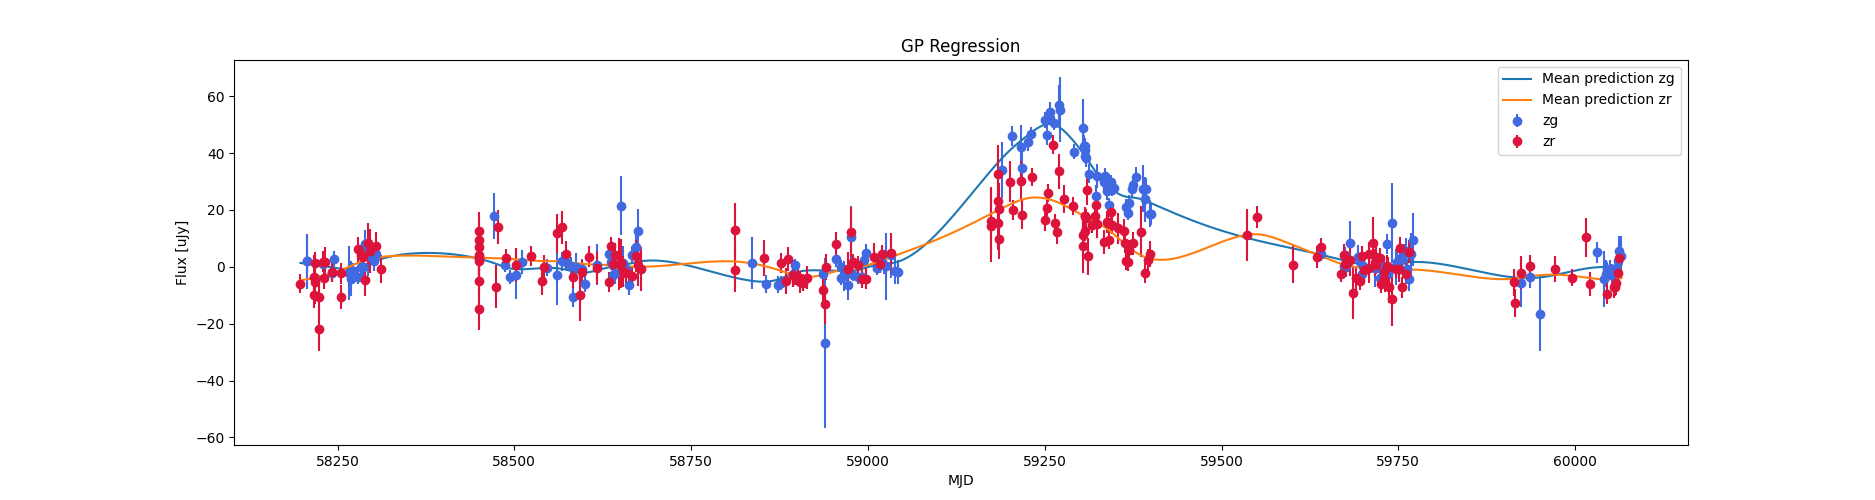 GP Regression
Mean prediction zg
Mean prediction zr
zg
zr
Flux [uJy]
60
40
20
0
−20
−40
−60
58250 58500 58750 59000 59250 59500 59750 60000
MJD